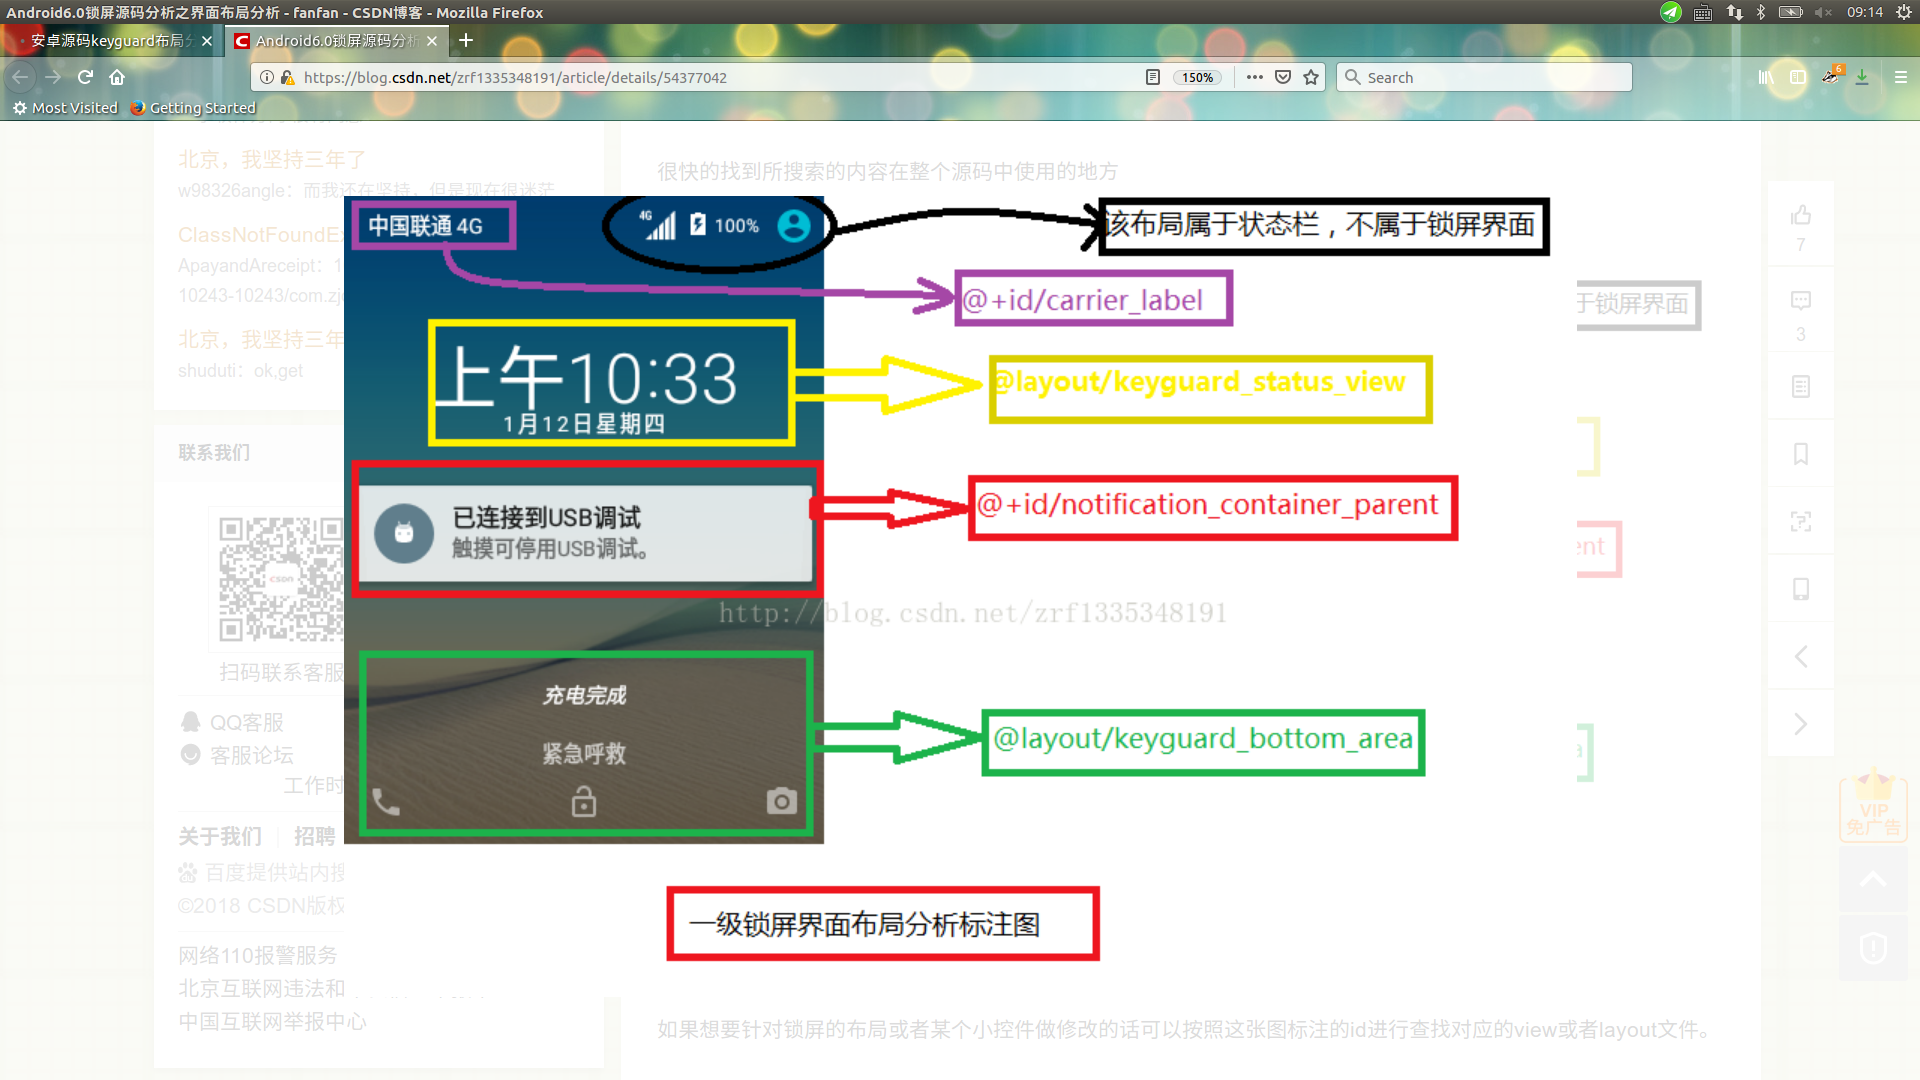 Android6.0锁屏源码分析之界面布局分析 - fanfan - CSDN博客 - Mozilla Firefox
09:14
安卓源码keyguard布局分
Android6.0锁屏源码分析
https://blog.csdn.net/zrf1335348191/article/details/54377042
150%
Search
6
Most Visited
Getting Started
北京，我坚持三年了
w98326angle：而我还在坚持，但是现在很迷茫
很快的找到所搜索的内容在整个源码中使用的地方
中国联通 4G
4G
100%
该布局属于状态栏，不属于锁屏界面
ClassNotFoundEx
ApayandAreceipt：1
10243-10243/com.zj
@+id/carrier_label
于锁屏界面
7
3
北京，我坚持三年
shuduti：ok,get
上午10:33
1月12日星期四
@layout/keyguard_status_view
联系我们
已连接到USB调试
触摸可停用USB调试。
@+id/notification_container_parent
ent
CSDN
http://blog.csdn.net/zrf1335348191
扫码联系客服
充电完成
紧急呼救
@layout/keyguard_bottom_area
a
QQ客服
客服论坛
工作时
关于我们
招聘
百度提供站内搜
©2018 CSDN版权
VIP
免广告
一级锁屏界面布局分析标注图
网络110报警服务
北京互联网违法和
中国互联网举报中心
如果想要针对锁屏的布局或者某个小控件做修改的话可以按照这张图标注的id进行查找对应的view或者layout文件。